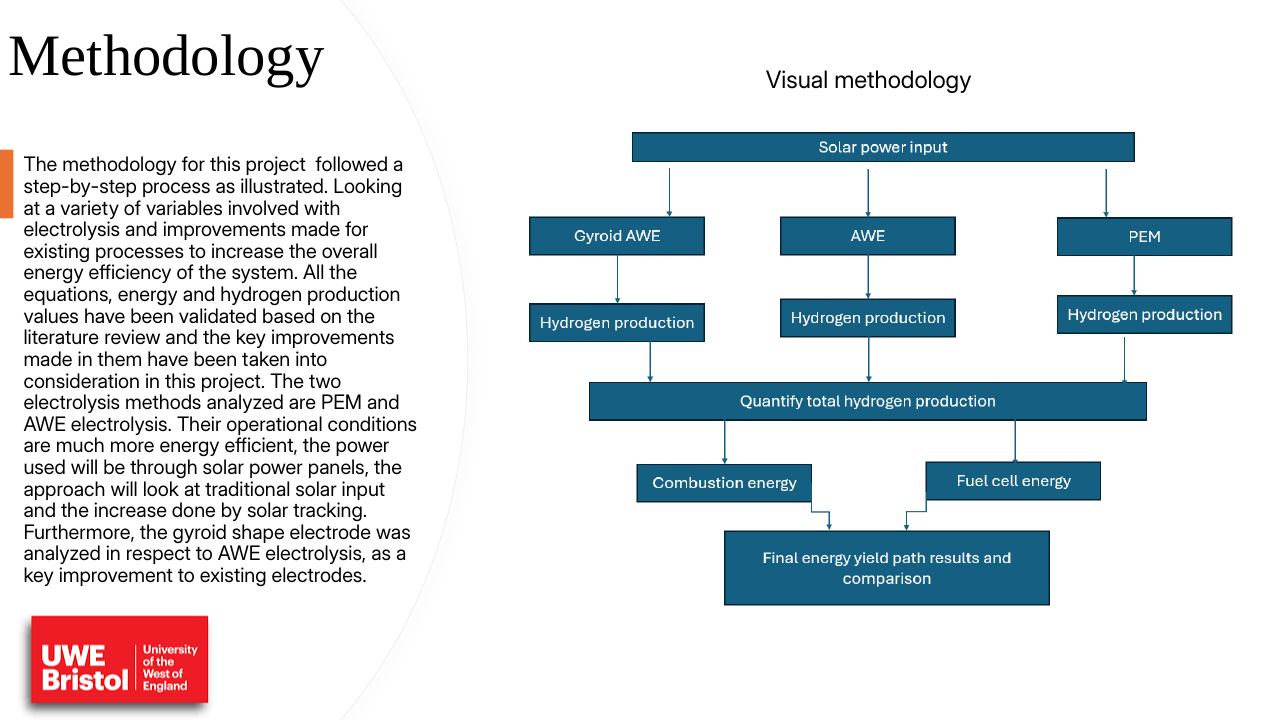 Methodology
The methodology for this project  followed a
step-by-step process as illustrated. Looking
at a variety of variables involved with
electrolysis and improvements made for
existing processes to increase the overall
energy efficiency of the system. All the
equations, energy and hydrogen production
values have been validated based on the
literature review and the key improvements
made in them have been taken into
consideration in this project. The two
electrolysis methods analyzed are PEM and
AWE electrolysis. Their operational conditions
are much more energy efficient, the power
used will be through solar power panels, the
approach will look at traditional solar input
and the increase done by solar tracking.
Furthermore, the gyroid shape electrode was
analyzed in respect to AWE electrolysis, as a
key improvement to existing electrodes.
UWE
Bristol
University
of the
West of
England
Visual methodology
Solar power input
Gyroid AWE
AWE
PEM
Hydrogen production
Hydrogen production
Hydrogen production
Quantify total hydrogen production
Combustion energy
Fuel cell energy
Final energy yield path results and
comparison